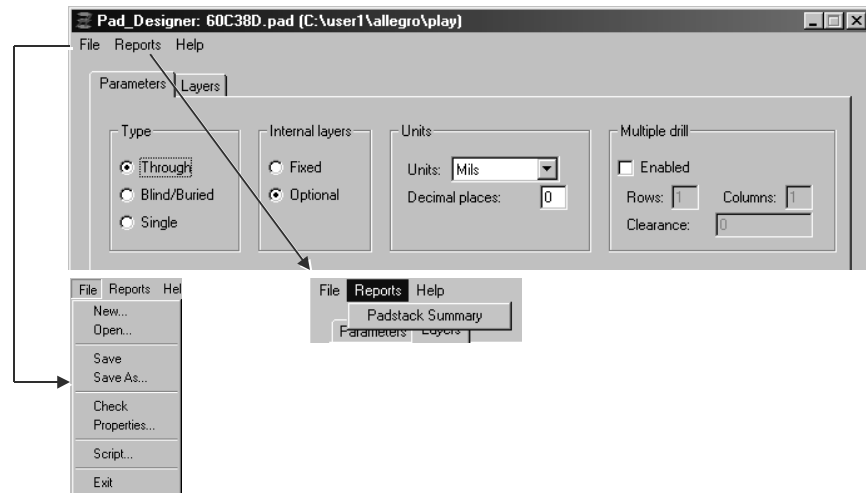 Pad_Designer: 60C38D.pad (C:\user1\allegro\play)
File Reports Help
Parameters Layers
Type
Through
Blind/Buried
Single
Internal layers
Fixed
Optional
Units
Units: Mils
Decimal places: 0
Multiple drill
Enabled
Rows: 1 Columns: 1
Clearance: 0
File Reports Hel
New...
Open...
Save
Save As...
Check
Properties...
Script...
Exit
File Reports Help
Padstack Summary
Parameters Layers